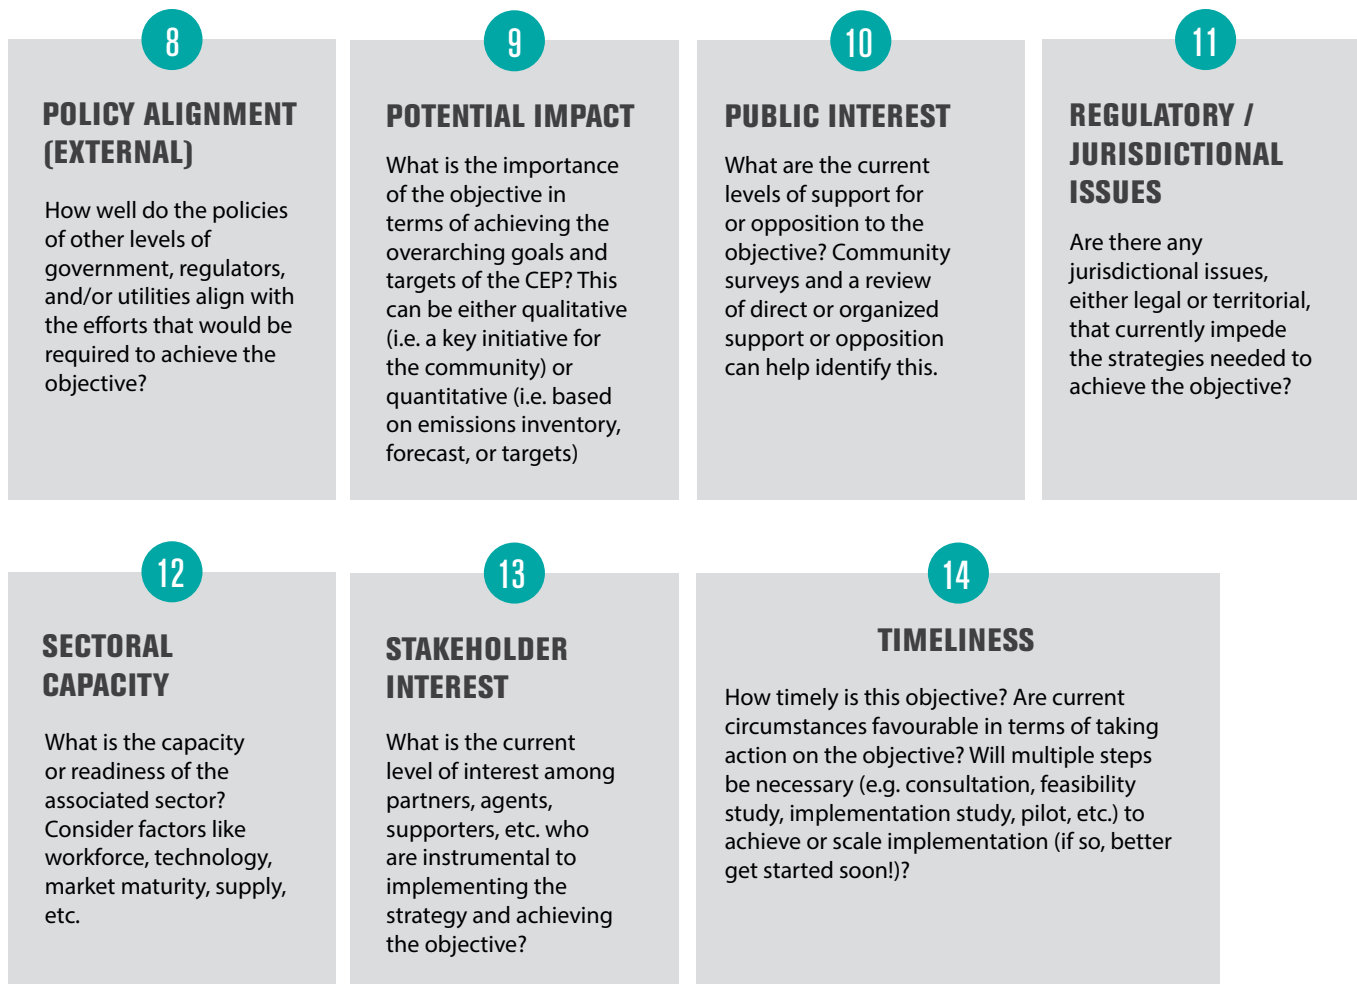 8
POLICY ALIGNMENT
(EXTERNAL)
How well do the policies
of other levels of
government, regulators,
and/or utilities align with
the efforts that would be
required to achieve the
objective?
9
POTENTIAL IMPACT
What is the importance
of the objective in
terms of achieving the
overarching goals and
targets of the CEP? This
can be either qualitative
(i.e. a key initiative for
the community) or
quantitative (i.e. based
on emissions inventory,
forecast, or targets)
10
PUBLIC INTEREST
What are the current
levels of support for
or opposition to the
objective? Community
surveys and a review
of direct or organized
support or opposition
can help identify this.
11
REGULATORY /
JURISDICTIONAL
ISSUES
Are there any
jurisdictional issues,
either legal or territorial,
that currently impede
the strategies needed to
achieve the objective?
12
SECTORAL
CAPACITY
What is the capacity
or readiness of the
associated sector?
Consider factors like
workforce, technology,
market maturity, supply,
etc.
13
STAKEHOLDER
INTEREST
What is the current
level of interest among
partners, agents,
supporters, etc. who
are instrumental to
implementing the
strategy and achieving
the objective?
14
TIMELINESS
How timely is this objective? Are current
circumstances favourable in terms of taking
action on the objective? Will multiple steps
be necessary (e.g. consultation, feasibility
study, implementation study, pilot, etc.) to
achieve or scale implementation (if so, better
get started soon!)?